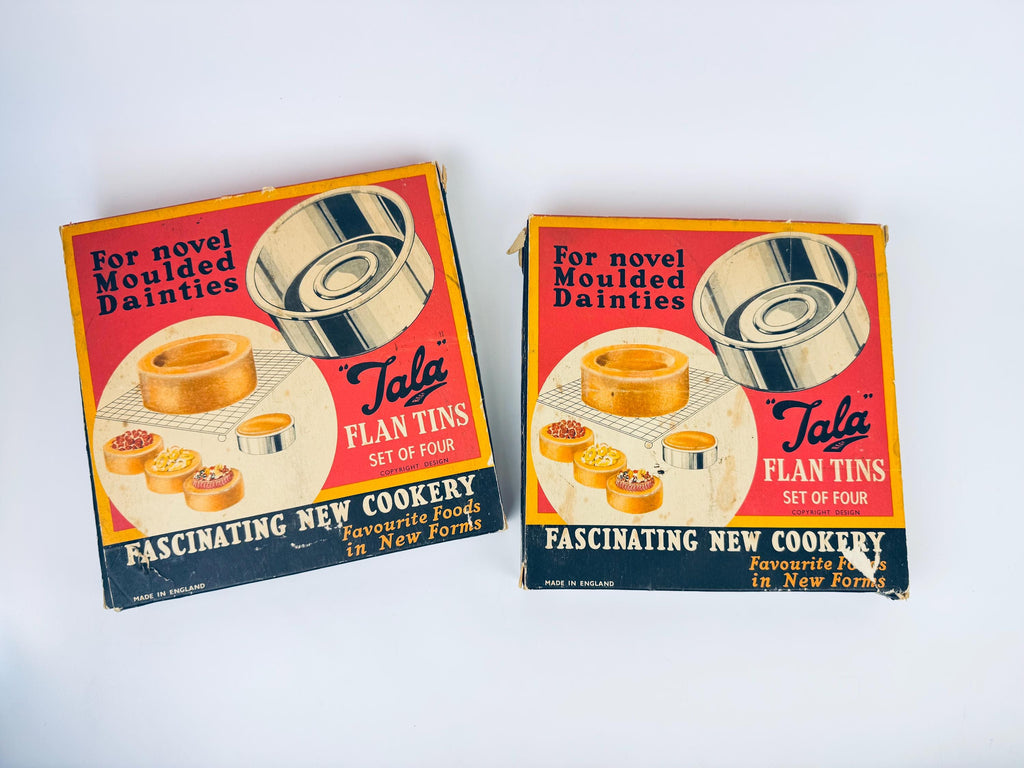 For novel
Moulded
Dainties
"Tala"
FLAN TINS
SET OF FOUR
COPYRIGHT DESIGN
FASCINATING NEW COOKERY
Favourite Foods
in New Forms
MADE IN ENGLAND
For novel
Moulded
Dainties
"Tala"
FLAN TINS
SET OF FOUR
COPYRIGHT DESIGN
FASCINATING NEW COOKERY
Favourite Foods
in New Forms
MADE IN ENGLAND